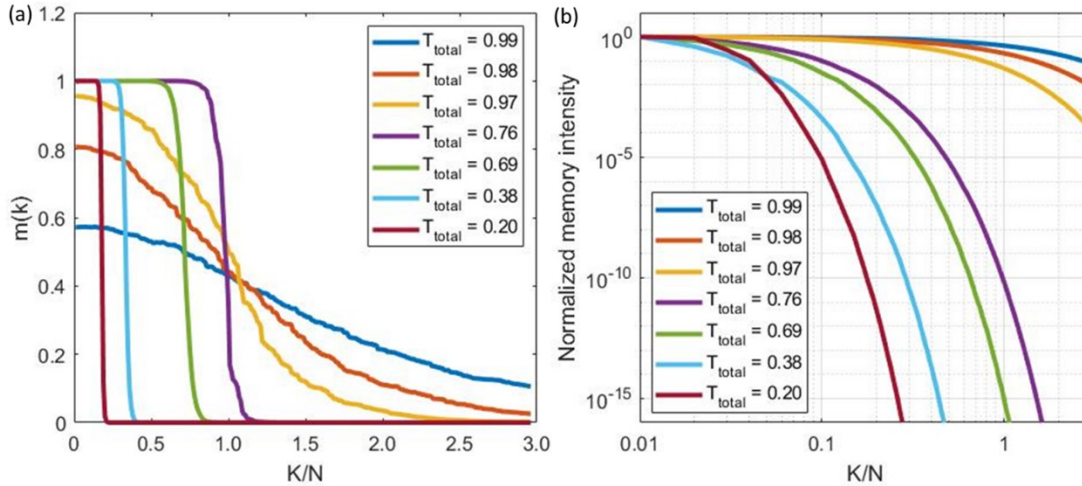 (a)
1.2
1
0.8
0.6
0.4
0.2
0
m(k)
0
0.5
1.0
1.5
2.0
2.5
3.0
K/N
T_total = 0.99
T_total = 0.98
T_total = 0.97
T_total = 0.76
T_total = 0.69
T_total = 0.38
T_total = 0.20
(b)
10^0
10^-5
10^-10
10^-15
Normalized memory intensity
0.01
0.1
1
K/N
T_total = 0.99
T_total = 0.98
T_total = 0.97
T_total = 0.76
T_total = 0.69
T_total = 0.38
T_total = 0.20